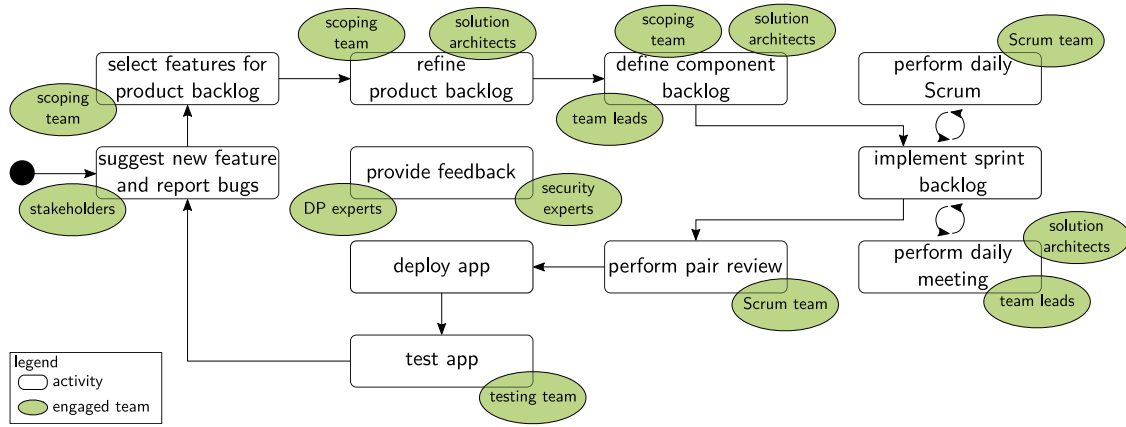 scoping
team
solution
architects
select features for
product backlog
scoping
team
refine
product backlog
scoping
team
solution
architects
define component
backlog
team leads
Scrum team
perform daily
Scrum
suggest new feature
and report bugs
stakeholders
provide feedback
DP experts
security
experts
implement sprint
backlog
deploy app
perform pair review
Scrum team
solution
architects
perform daily
meeting
team leads
test app
testing team
legend
activity
engaged team